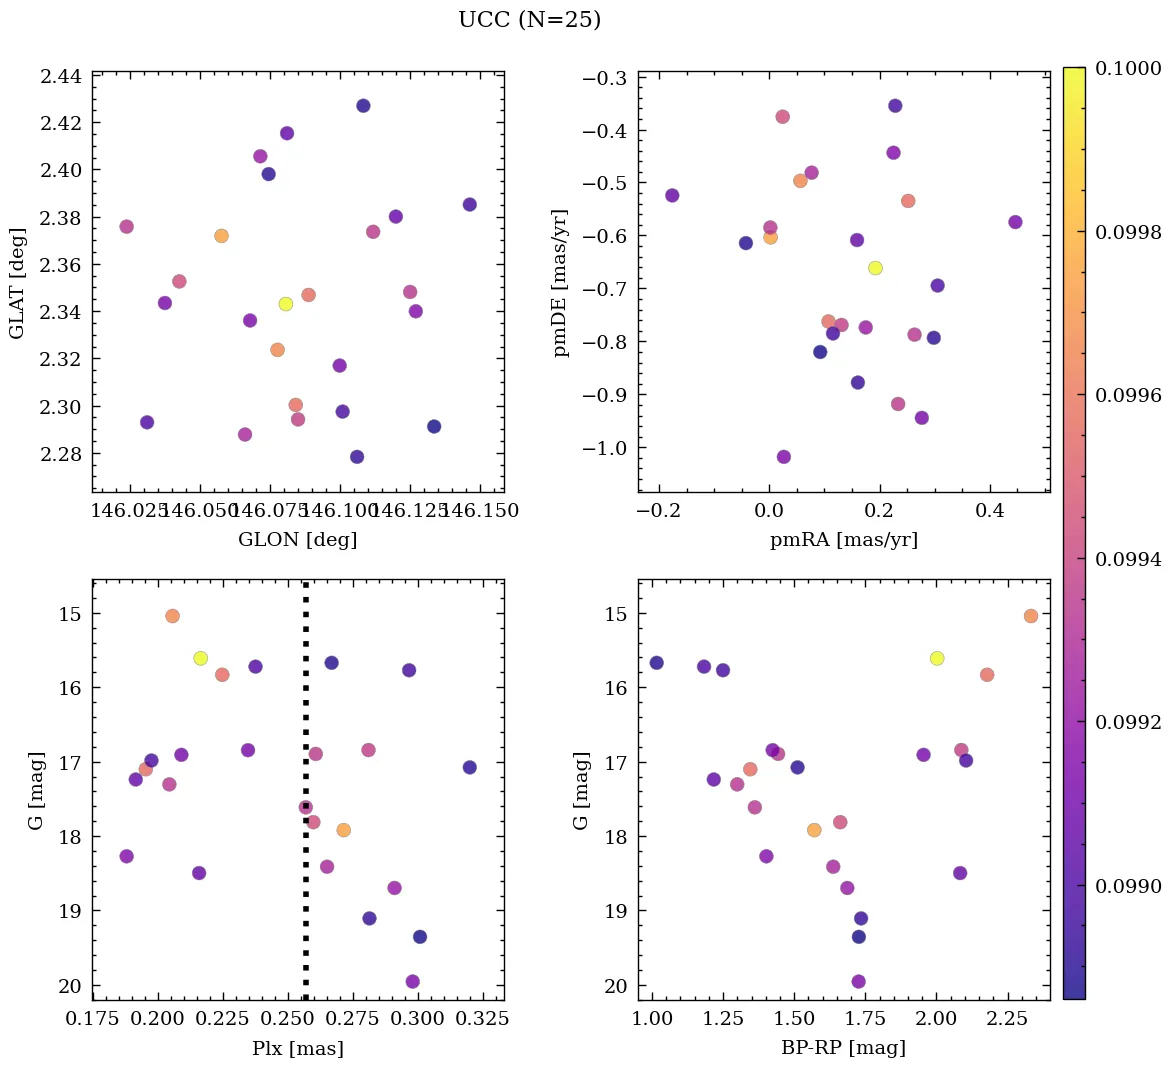 UCC (N=25)
2.44
2.42
2.40
2.38
2.36
2.34
2.32
2.30
2.28
GLAT [deg]
146.025 146.050 146.075 146.100 146.125 146.150
GLON [deg]
−0.3
−0.4
−0.5
−0.6
−0.7
−0.8
−0.9
−1.0
pmDE [mas/yr]
−0.2 0.0 0.2 0.4
pmRA [mas/yr]
15
16
17
18
19
20
G [mag]
0.175 0.200 0.225 0.250 0.275 0.300 0.325
Plx [mas]
15
16
17
18
19
20
G [mag]
1.00 1.25 1.50 1.75 2.00 2.25
BP-RP [mag]
0.1000
0.0998
0.0996
0.0994
0.0992
0.0990